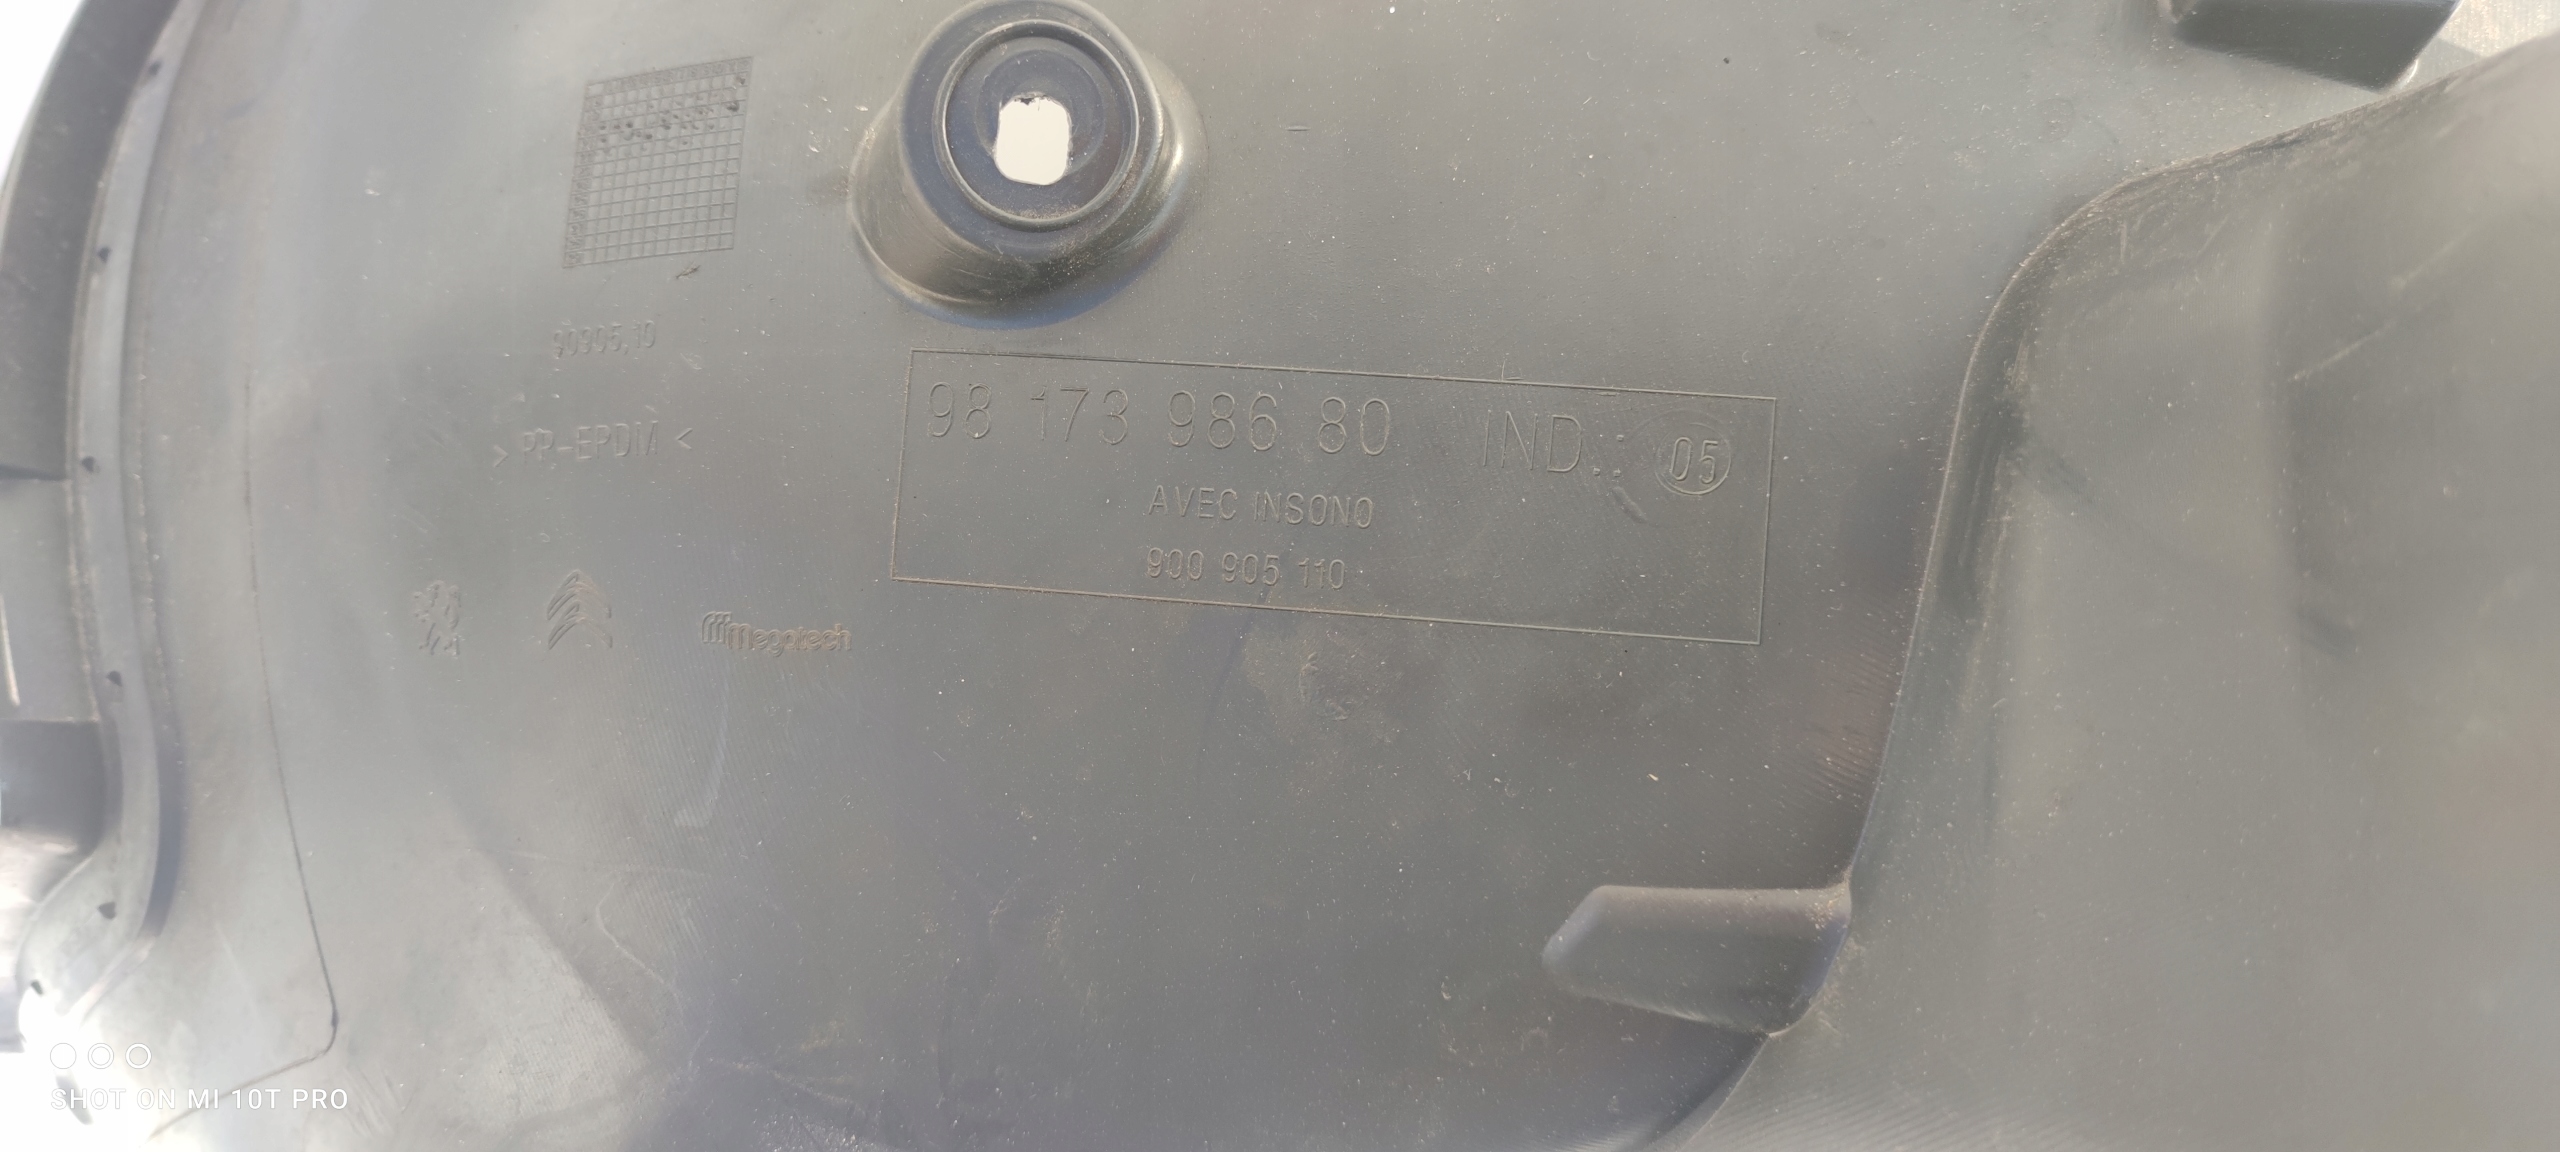 90905,10
> PP-EPDM <
98 173 986 80 IND.: 05
AVEC INSONO
900 905 110
Megatech
SHOT ON MI 10T PRO